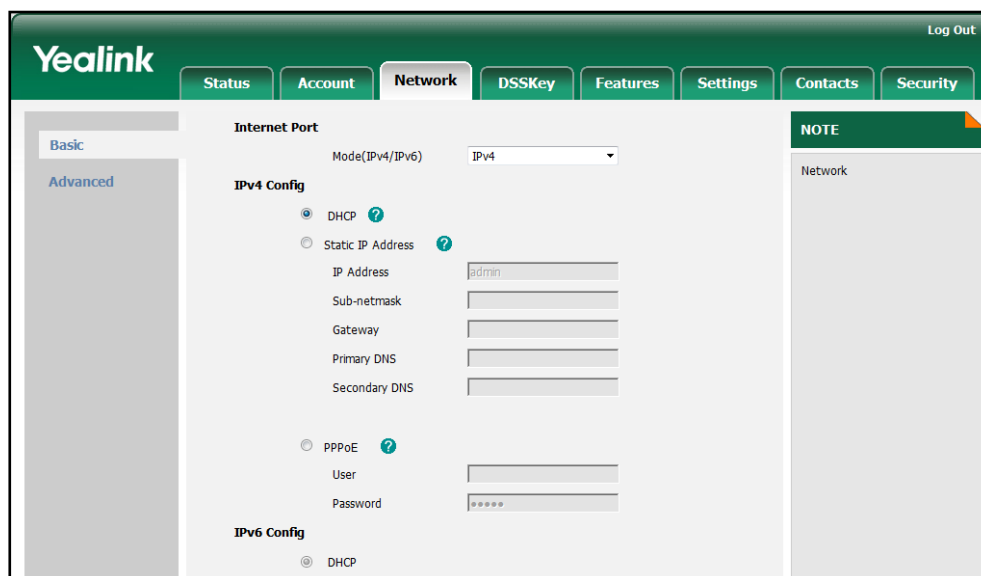 Log Out
Yealink
Status Account Network DSSKey Features Settings Contacts Security
Basic
Advanced
Internet Port
Mode(IPv4/IPv6) IPv4
IPv4 Config
DHCP ?
Static IP Address ?
IP Address admin
Sub-netmask
Gateway
Primary DNS
Secondary DNS
PPPoE ?
User
Password •••••
IPv6 Config
DHCP
NOTE
Network